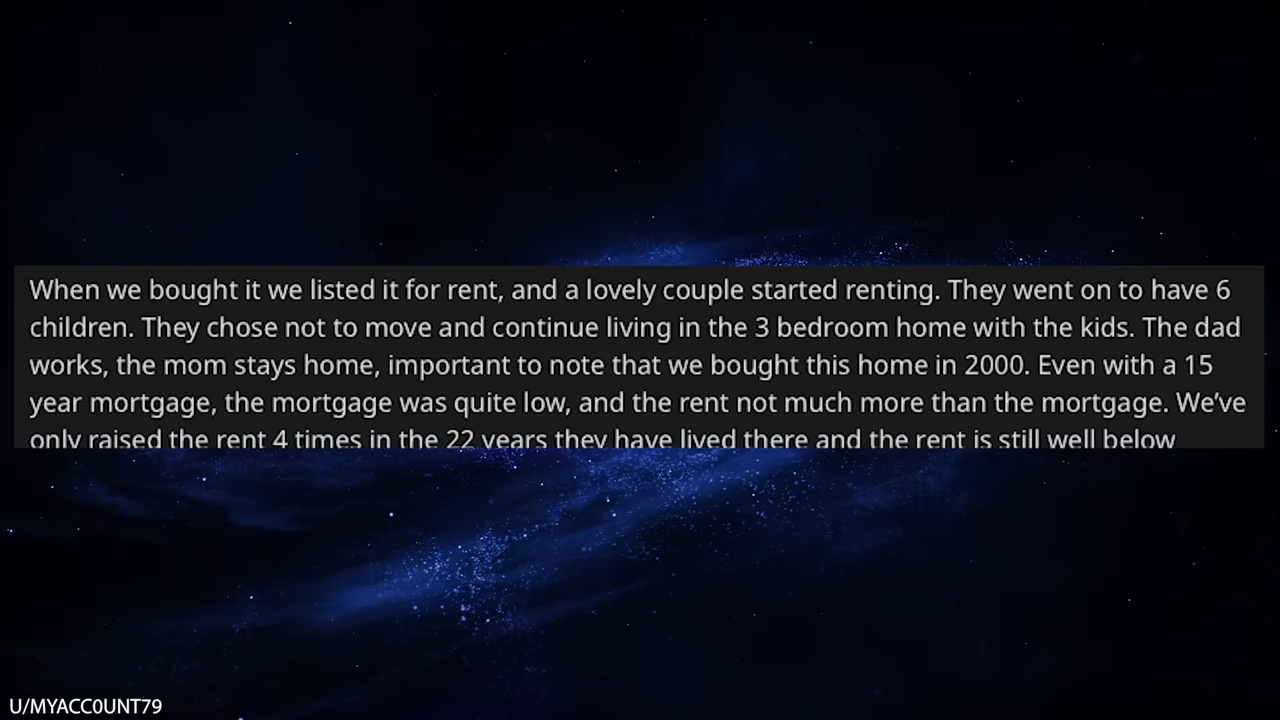 When we bought it we listed it for rent, and a lovely couple started renting. They went on to have 6
children. They chose not to move and continue living in the 3 bedroom home with the kids. The dad
works, the mom stays home, important to note that we bought this home in 2000. Even with a 15
year mortgage, the mortgage was quite low, and the rent not much more than the mortgage. We’ve
only raised the rent 4 times in the 22 years they have lived there and the rent is still well below
U/MYACC0UNT79